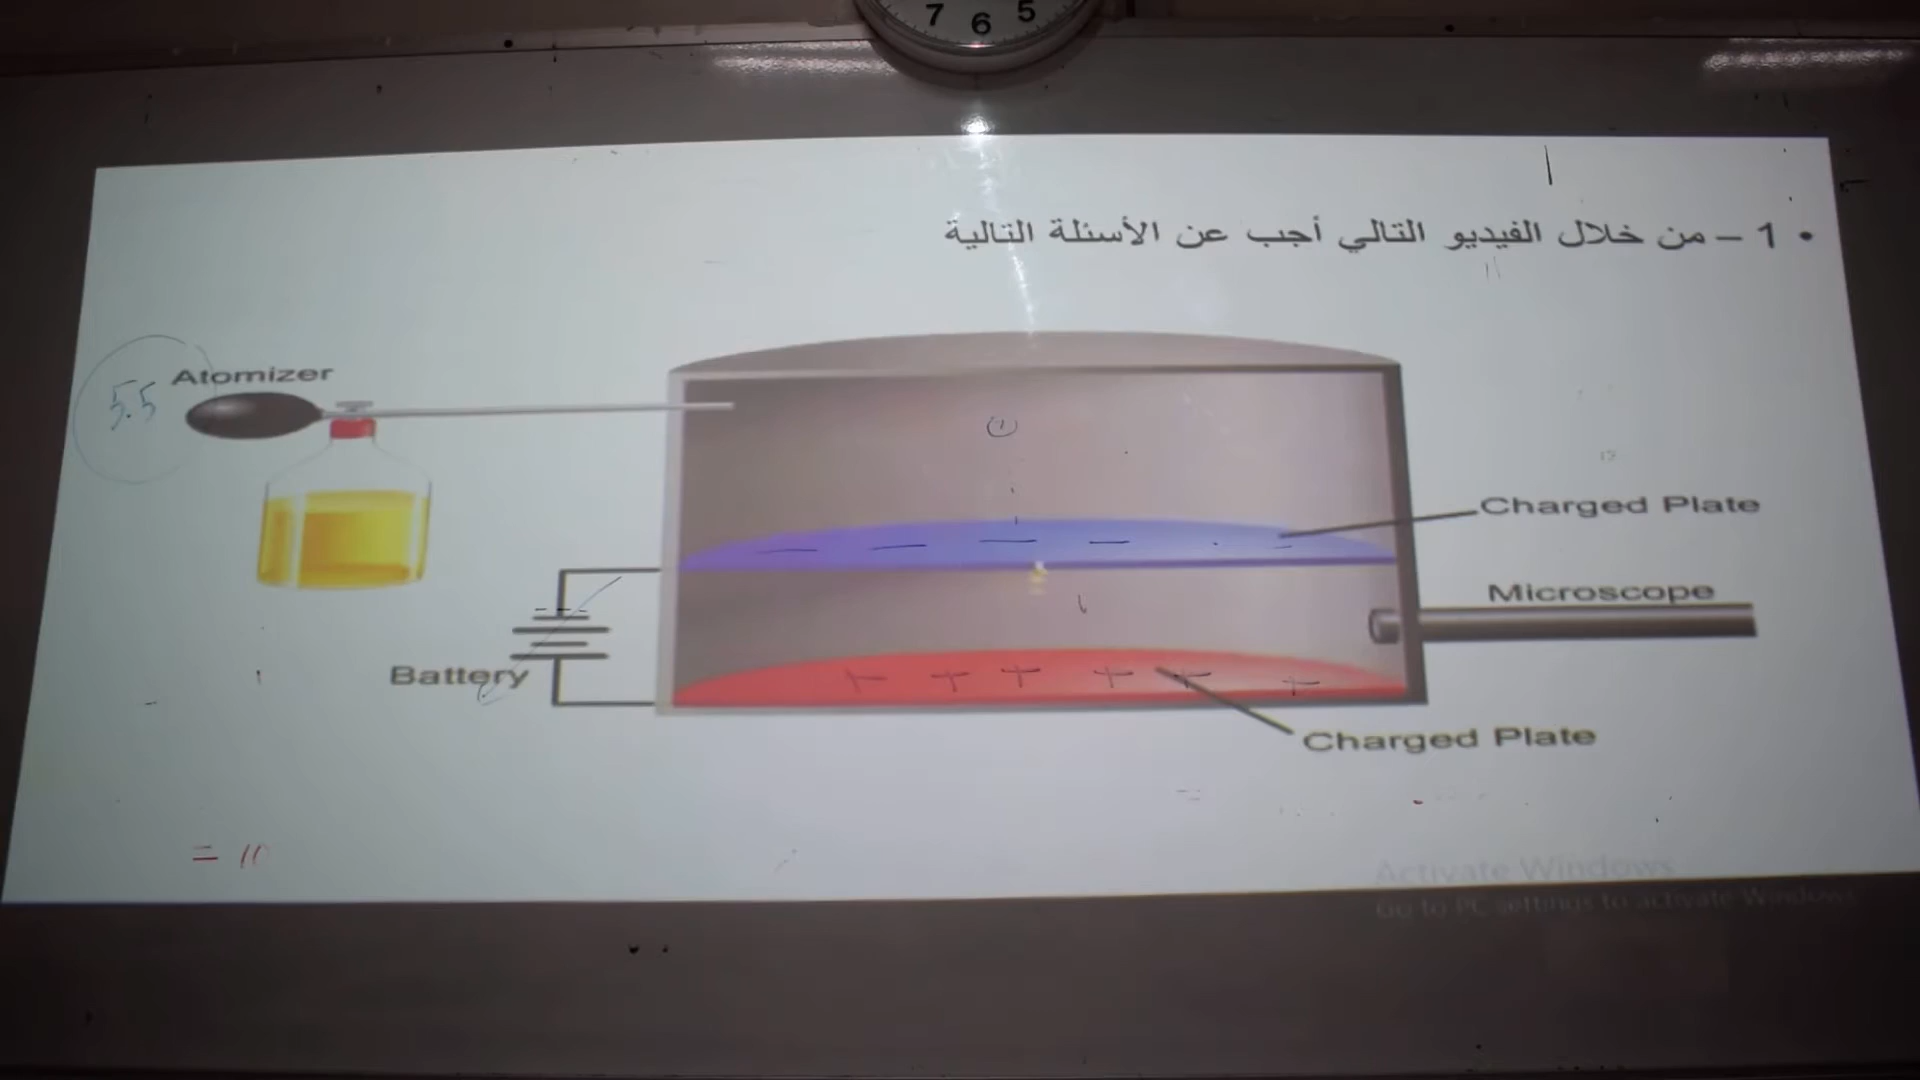 7 6 5
• 1 – من خلال الفيديو التالي أجب عن الأسئلة التالية
Atomizer
5.5
Charged Plate
Microscope
Battery
Charged Plate
= 10
Activate Windows
Go to PC settings to activate Windows